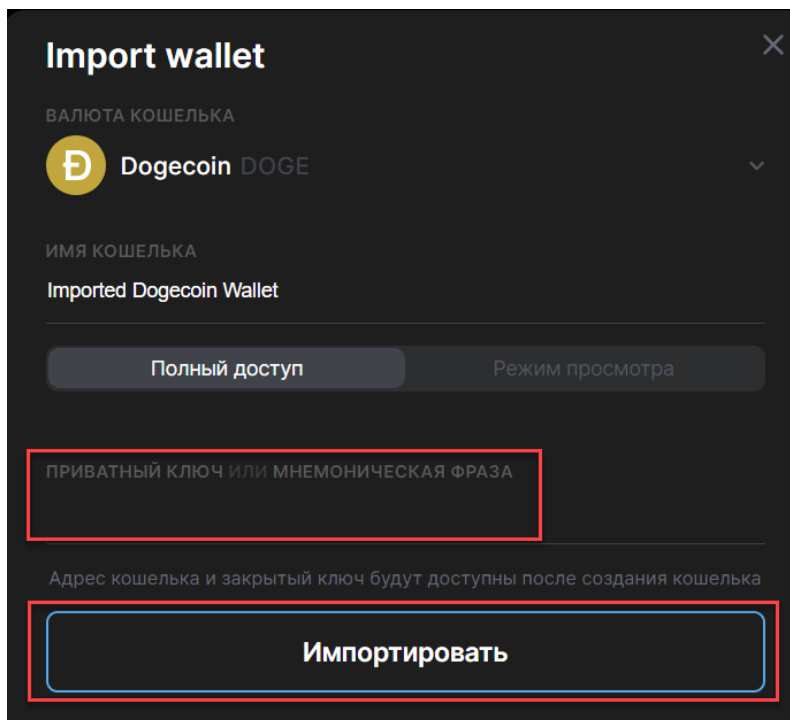 Import wallet
ВАЛЮТА КОШЕЛЬКА
Dogecoin DOGE
ИМЯ КОШЕЛЬКА
Imported Dogecoin Wallet
Полный доступ Режим просмотра
ПРИВАТНЫЙ КЛЮЧ ИЛИ МНЕМОНИЧЕСКАЯ ФРАЗА
Адрес кошелька и закрытый ключ будут доступны после создания кошелька
Импортировать